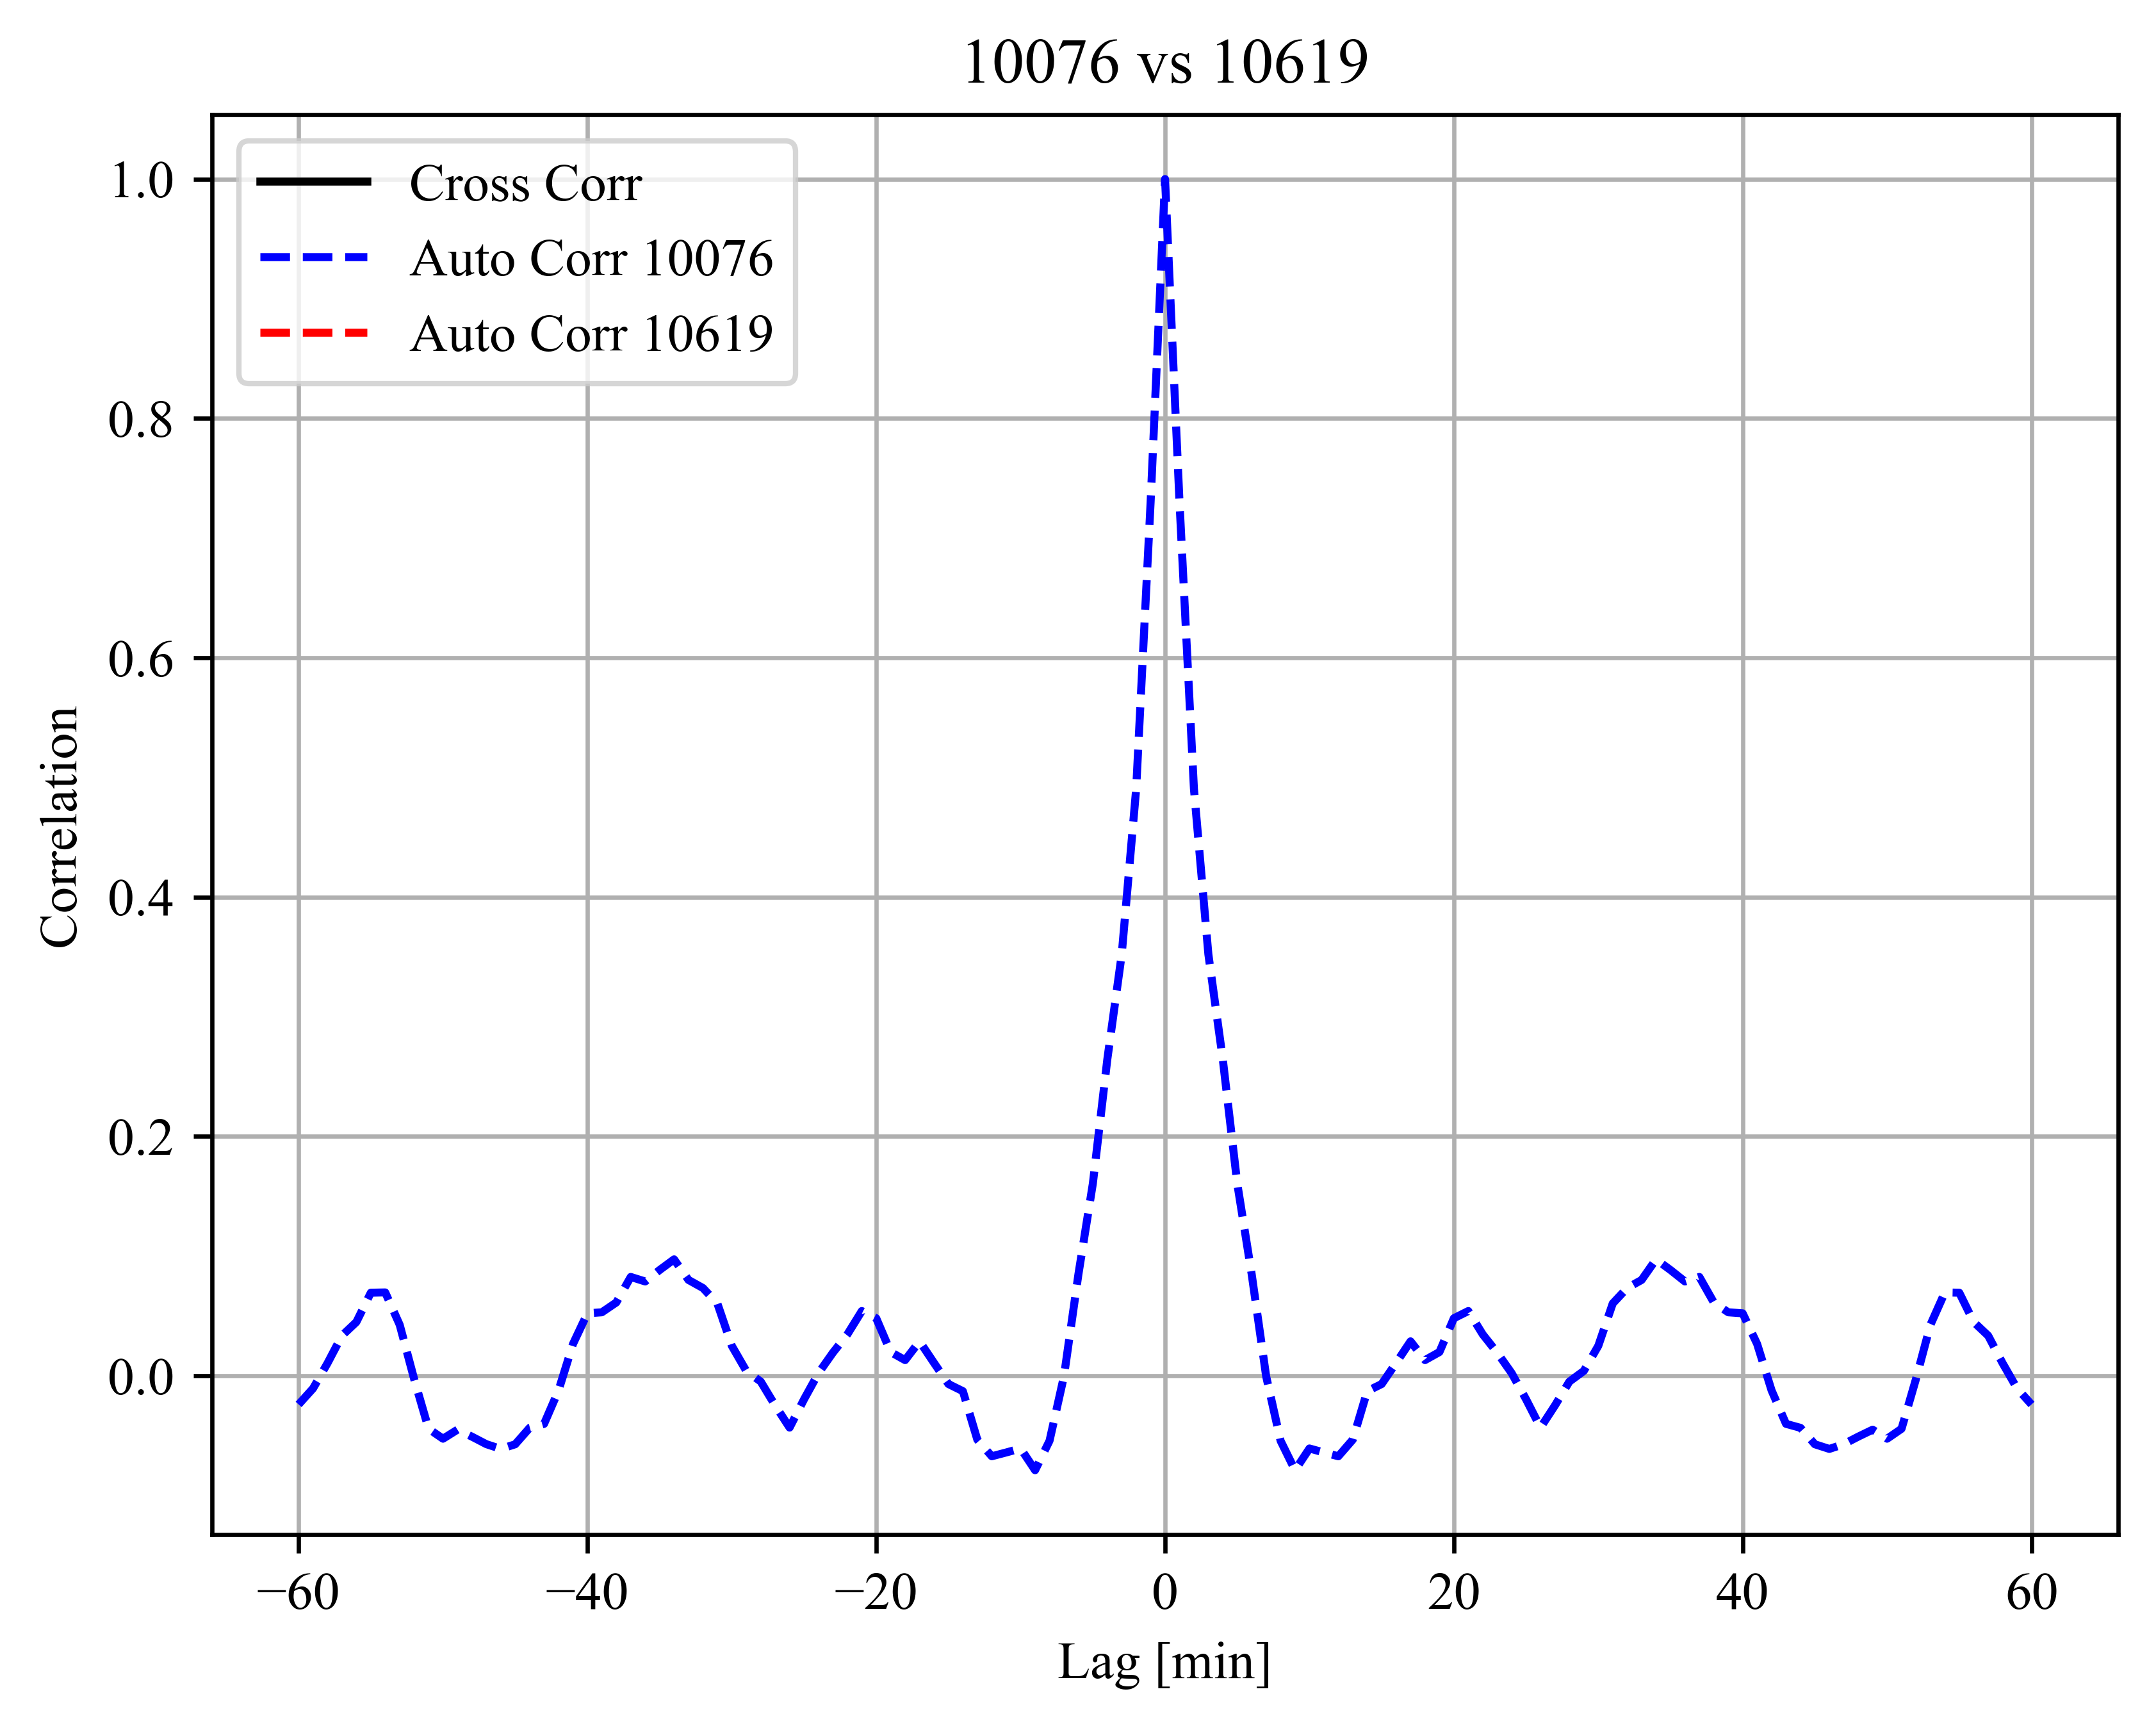 10076 vs 10619
Cross Corr
Auto Corr 10076
Auto Corr 10619
1.0
0.8
0.6
0.4
0.2
0.0
Correlation
−60 −40 −20 0 20 40 60
Lag [min]